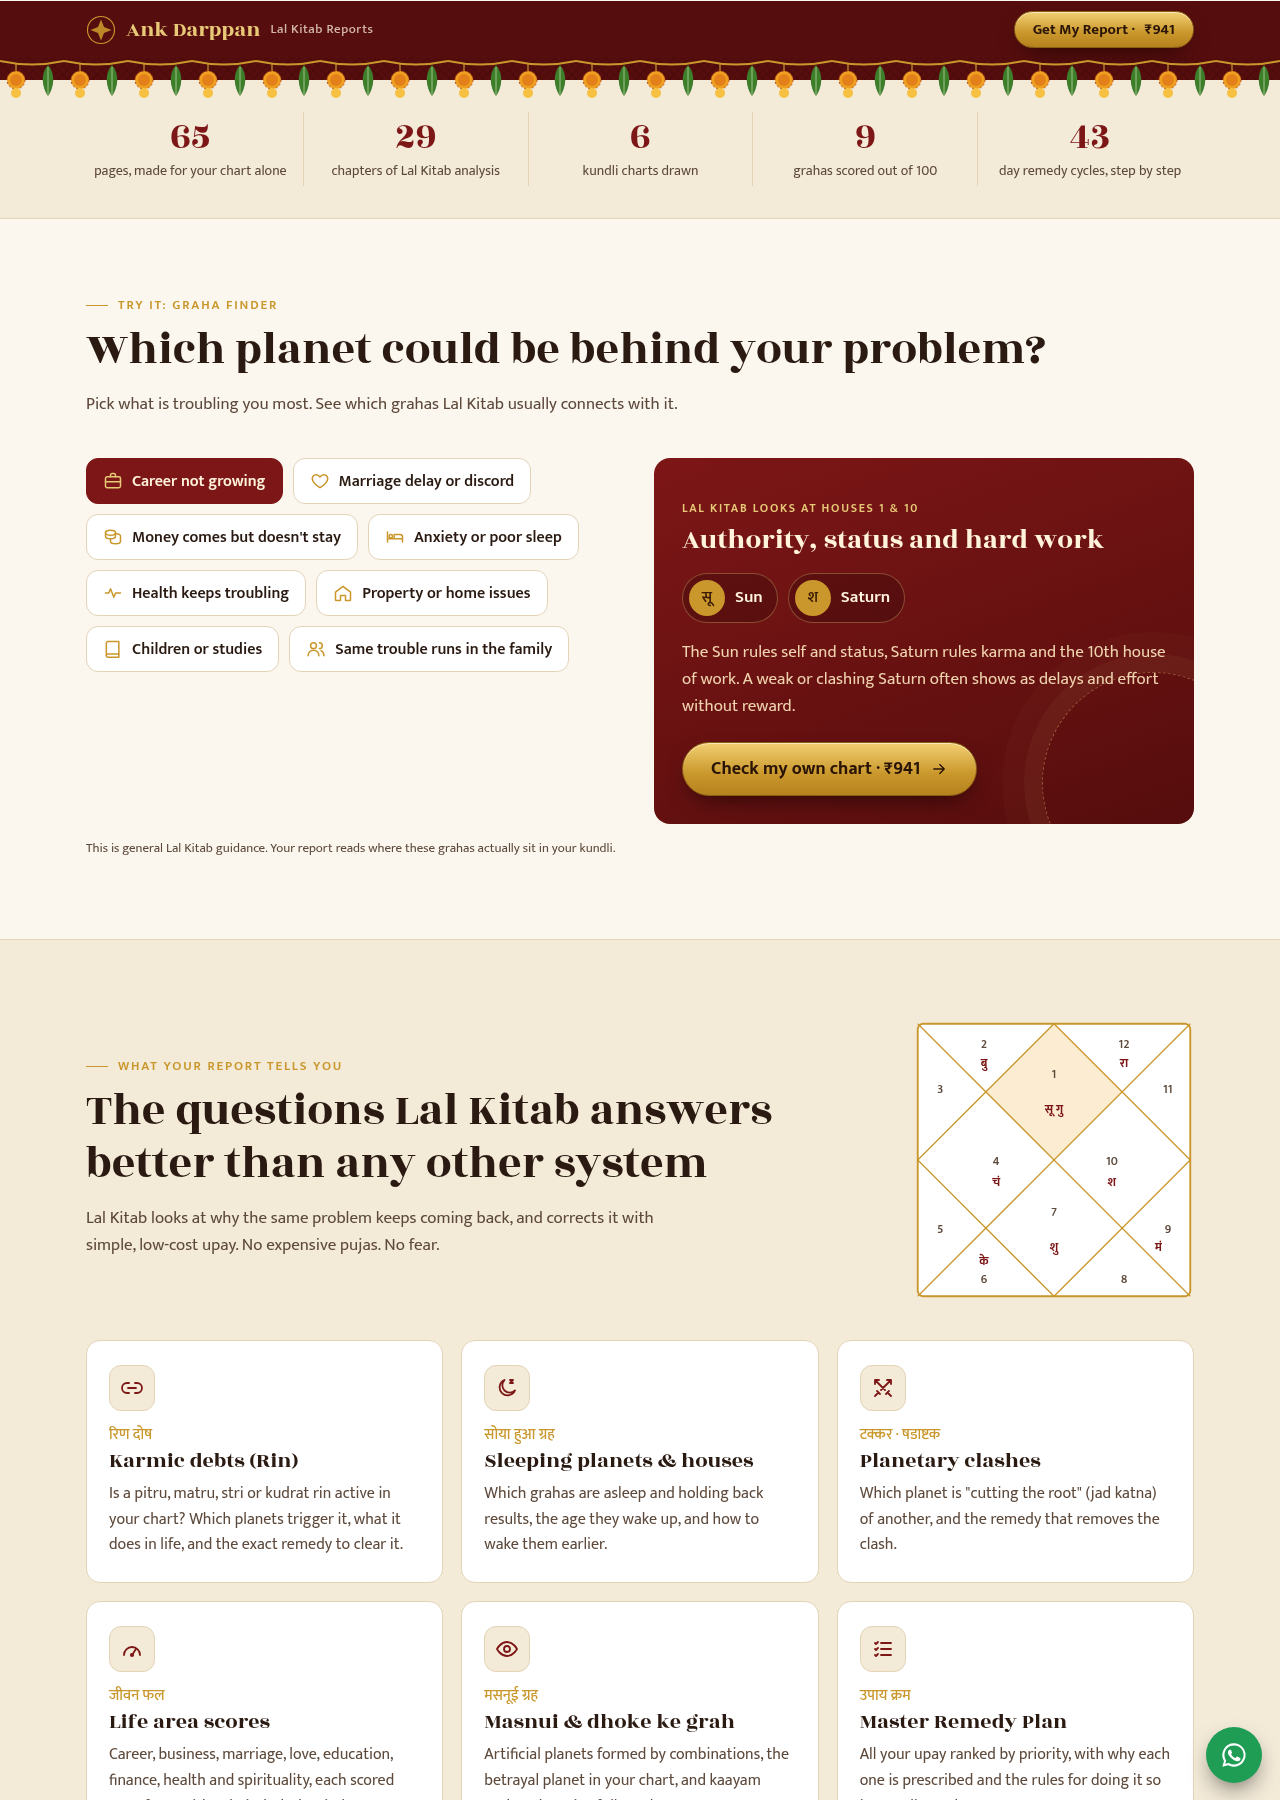 Ank Darppan Lal Kitab Reports
Get My Report · ₹941
65
pages, made for your chart alone
29
chapters of Lal Kitab analysis
6
kundli charts drawn
9
grahas scored out of 100
43
day remedy cycles, step by step
TRY IT: GRAHA FINDER
Which planet could be behind your problem?
Pick what is troubling you most. See which grahas Lal Kitab usually connects with it.
Career not growing
Marriage delay or discord
Money comes but doesn't stay
Anxiety or poor sleep
Health keeps troubling
Property or home issues
Children or studies
Same trouble runs in the family
LAL KITAB LOOKS AT HOUSES 1 & 10
Authority, status and hard work
सू Sun
श Saturn
The Sun rules self and status, Saturn rules karma and the 10th house
of work. A weak or clashing Saturn often shows as delays and effort
without reward.
Check my own chart · ₹941 →
This is general Lal Kitab guidance. Your report reads where these grahas actually sit in your kundli.
WHAT YOUR REPORT TELLS YOU
The questions Lal Kitab answers
better than any other system
Lal Kitab looks at why the same problem keeps coming back, and corrects it with
simple, low-cost upay. No expensive pujas. No fear.
2
बु
12
रा
1
सू गु
3
11
4
चं
10
श
7
शु
5
9
मं
के
6
8
रिण दोष
Karmic debts (Rin)
Is a pitru, matru, stri or kudrat rin active in
your chart? Which planets trigger it, what it
does in life, and the exact remedy to clear it.
सोया हुआ ग्रह
Sleeping planets & houses
Which grahas are asleep and holding back
results, the age they wake up, and how to
wake them earlier.
टक्कर · षडाष्टक
Planetary clashes
Which planet is "cutting the root" (jad katna)
of another, and the remedy that removes the
clash.
जीवन फल
Life area scores
Career, business, marriage, love, education,
finance, health and spirituality, each scored
मसनूई ग्रह
Masnui & dhoke ke grah
Artificial planets formed by combinations, the
betrayal planet in your chart, and kaayam
उपाय क्रम
Master Remedy Plan
All your upay ranked by priority, with why each
one is prescribed and the rules for doing it so